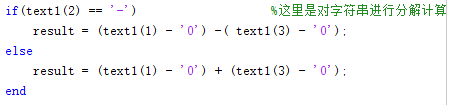 if(text1(2) == '-') %这里是对字符串进行分解计算
result = (text1(1) - '0') -( text1(3) - '0');
else
result = (text1(1) - '0') + (text1(3) - '0');
end